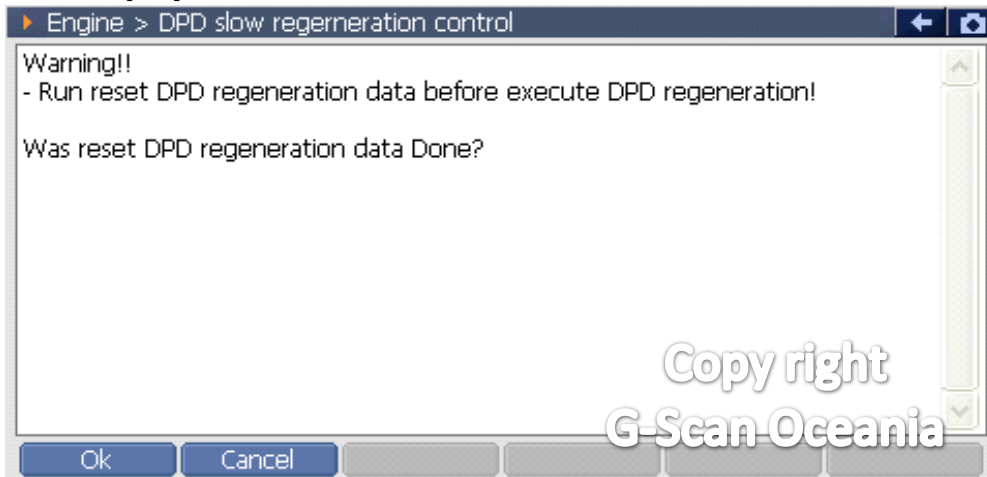 Engine > DPD slow regerneration control
Warning!!
- Run reset DPD regeneration data before execute DPD regeneration!
Was reset DPD regeneration data Done?
Copy right
G-Scan Oceania
Ok
Cancel